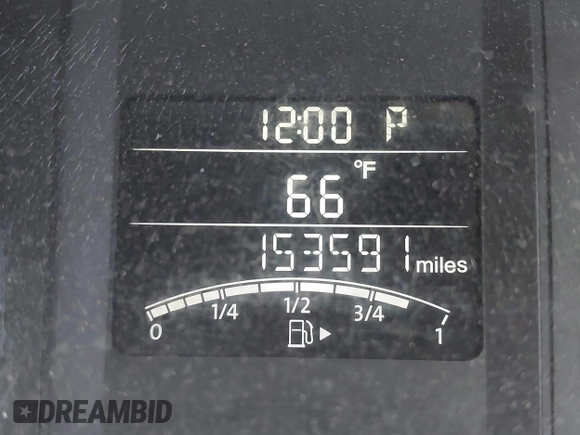 12:00 P
°F
66
153591 miles
0 1/4 1/2 3/4 1
DREAMBID